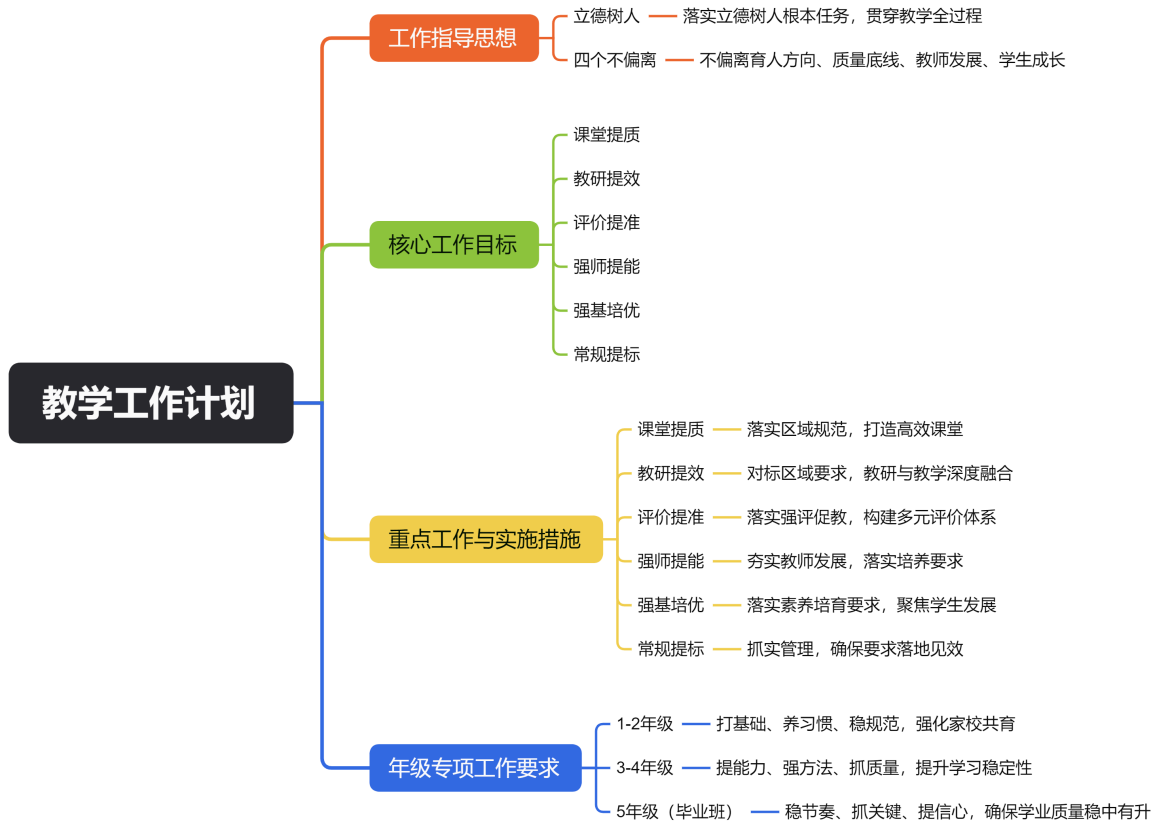 教学工作计划
工作指导思想
立德树人
落实立德树人根本任务，贯穿教学全过程
四个不偏离
不偏离育人方向、质量底线、教师发展、学生成长
核心工作目标
课堂提质
教研提效
评价提准
强师提能
强基培优
常规提标
重点工作与实施措施
课堂提质
落实区域规范，打造高效课堂
教研提效
对标区域要求，教研与教学深度融合
评价提准
落实强评促教，构建多元评价体系
强师提能
夯实教师发展，落实培养要求
强基培优
落实素养培育要求，聚焦学生发展
常规提标
抓实管理，确保要求落地见效
年级专项工作要求
1-2年级
打基础、养习惯、稳规范，强化家校共育
3-4年级
提能力、强方法、抓质量，提升学习稳定性
5年级（毕业班）
稳节奏、抓关键、提信心，确保学业质量稳中有升